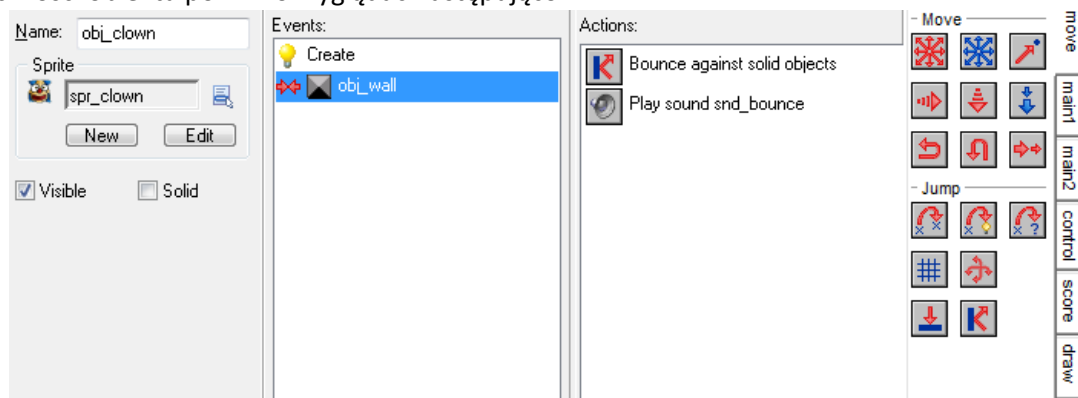 Name: obj_clown
Sprite
spr_clown
New Edit
Visible Solid
Events:
Create
obj_wall
Actions:
Bounce against solid objects
Play sound snd_bounce
Move
Jump
move
main1
main2
control
score
draw